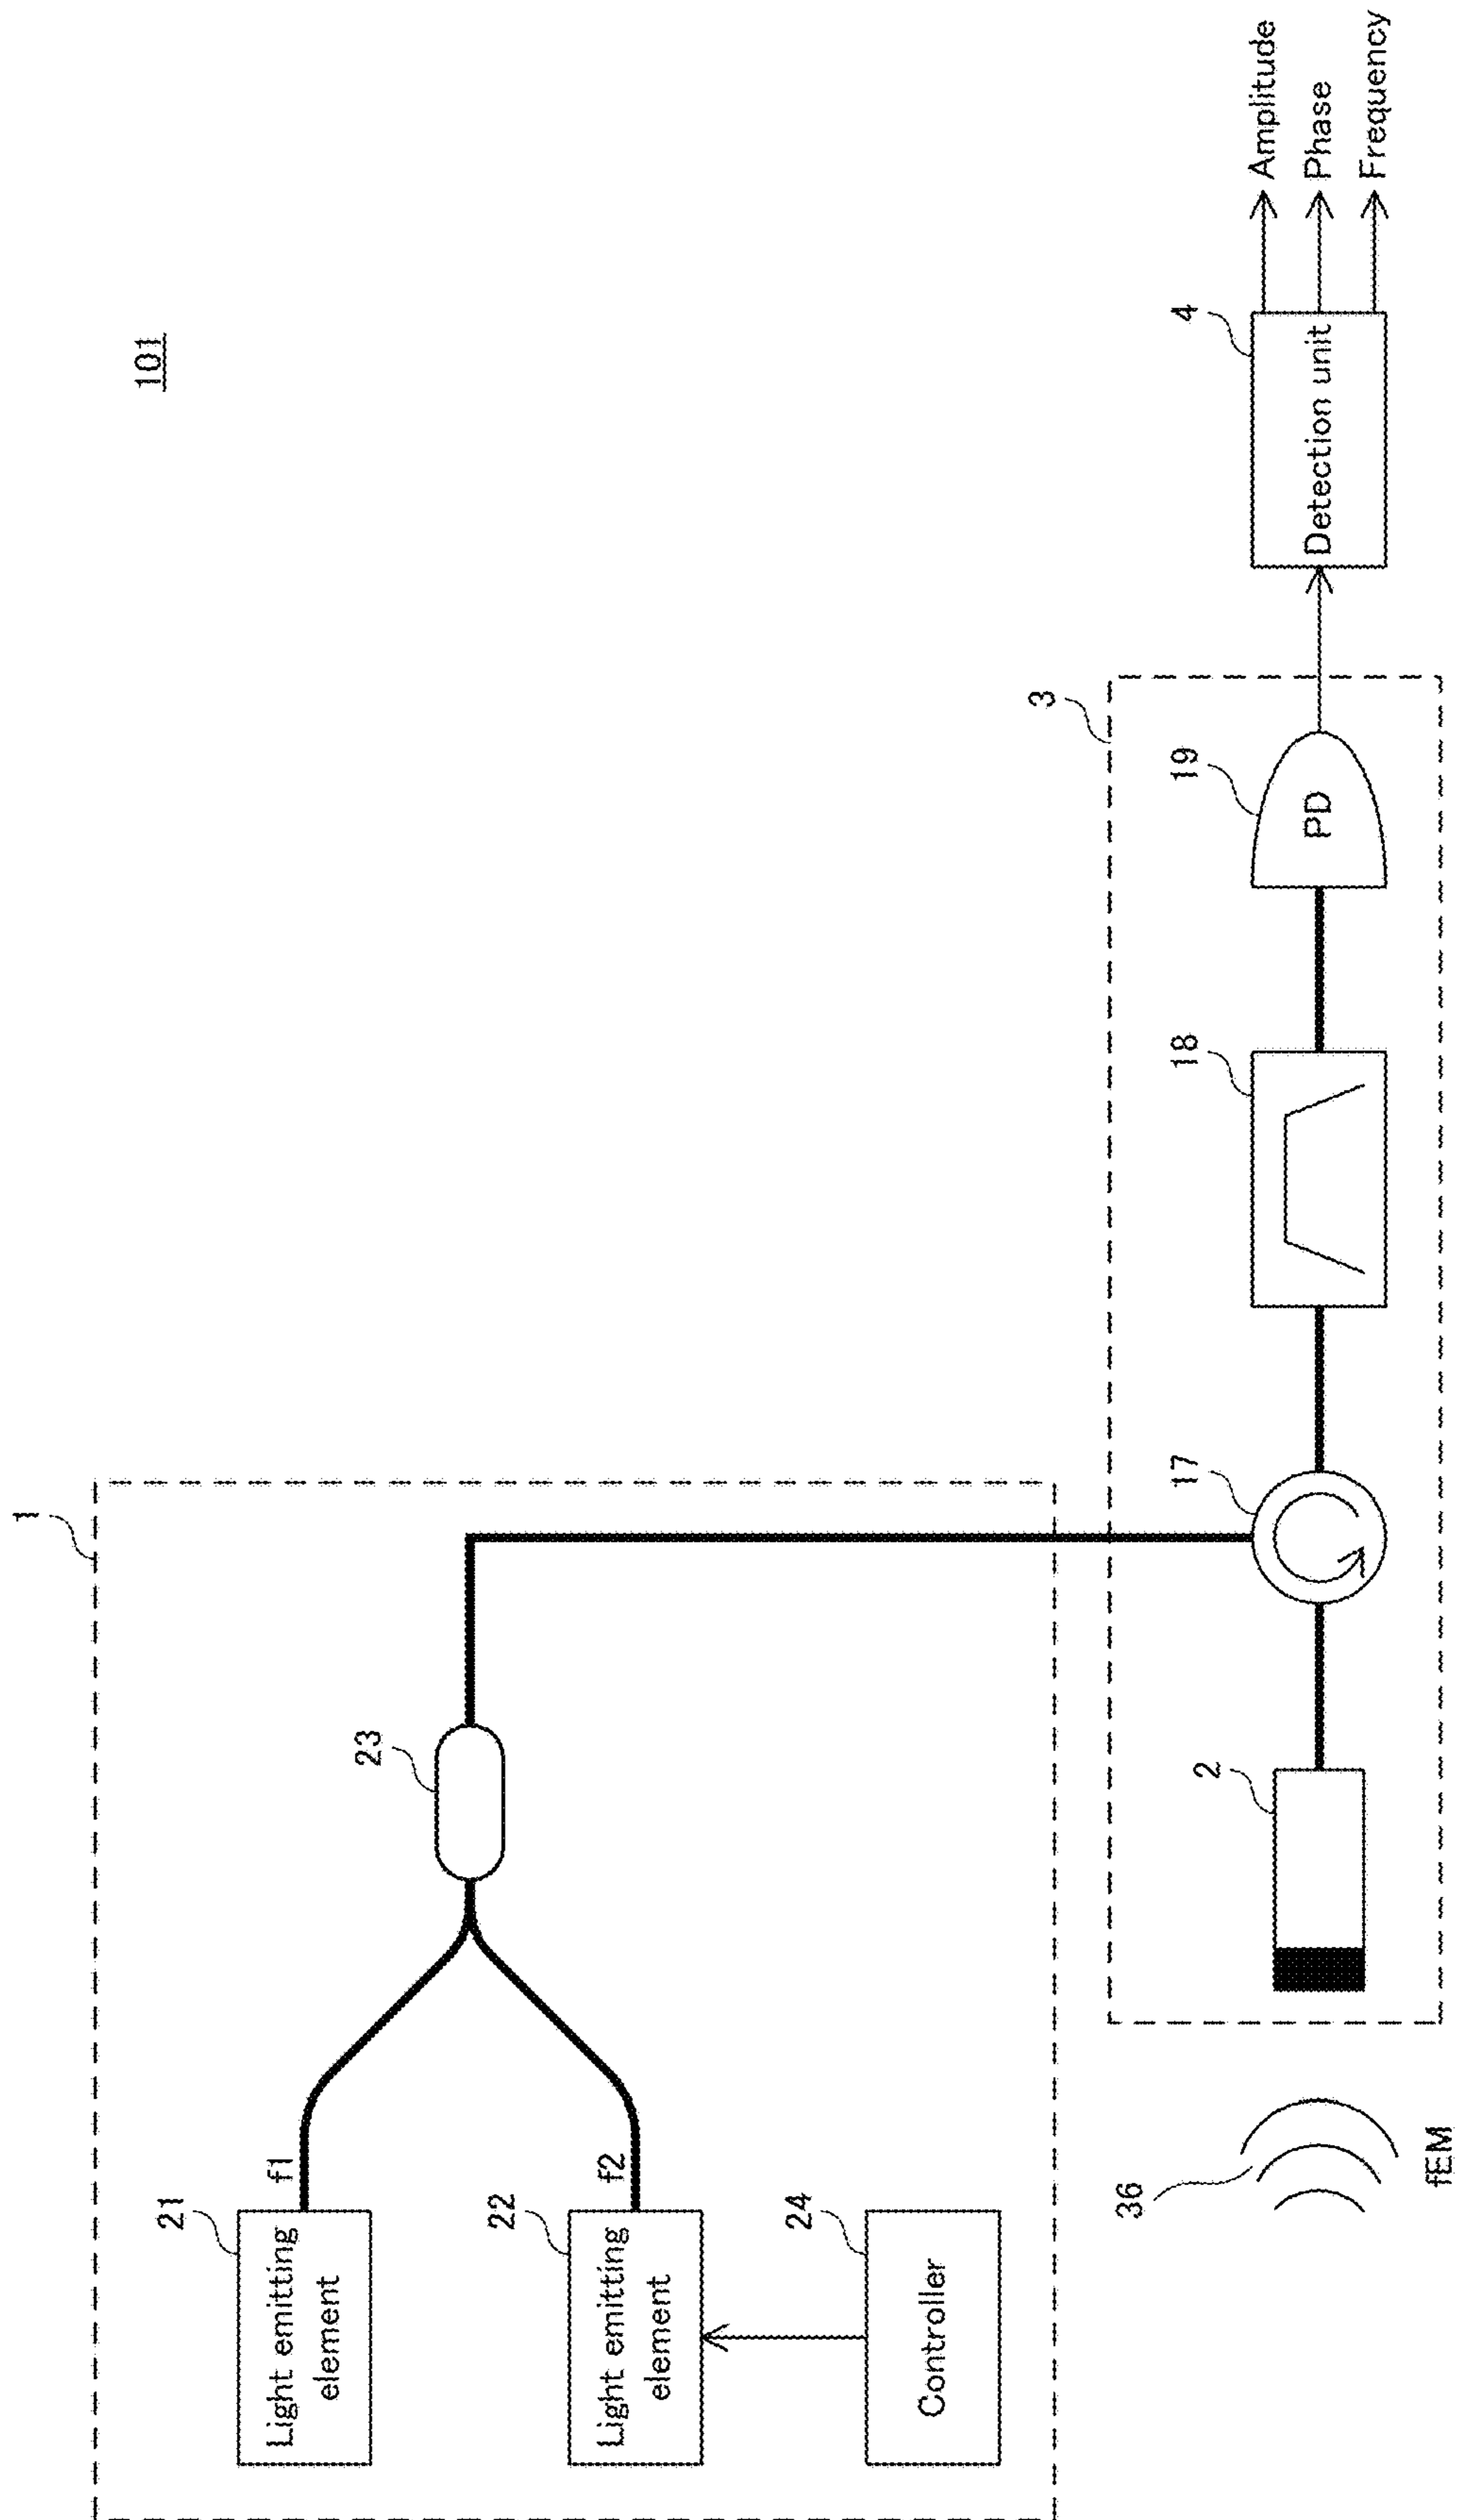 101
1
21
Light emitting
element
f1
22
Light emitting
element
f2
23
24
Controller
36
fEM
2
17
18
3
19
PD
4
Detection unit
Amplitude
Phase
Frequency